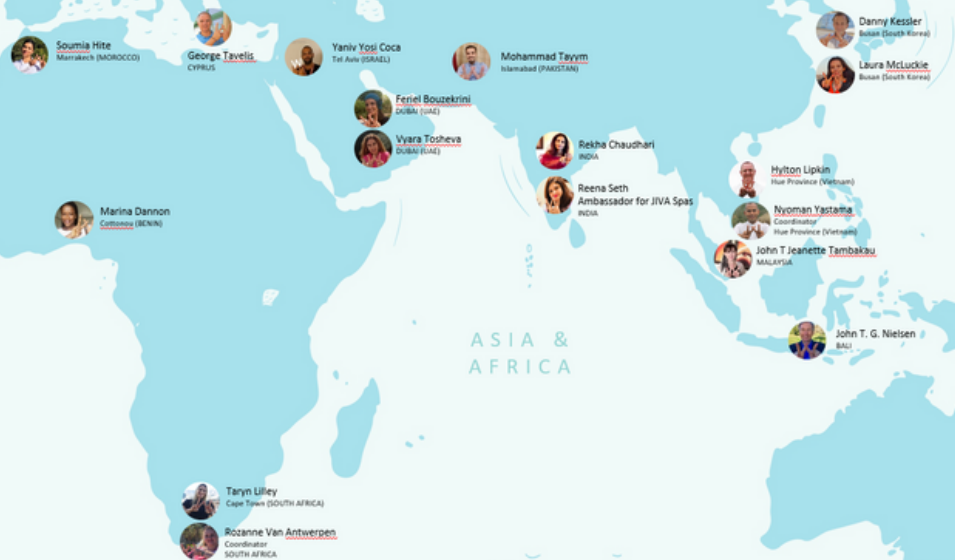 Soumia Hite
Marrakech (MOROCCO)
George Tavelis
CYPRUS
Yaniv Yosi Coca
Tel Aviv (ISRAEL)
Mohammad Tayym
Islamabad (PAKISTAN)
Danny Kessler
Busan (South Korea)
Laura McLuckie
Busan (South Korea)
Feriel Bouzekrini
DUBAI (UAE)
Vyara Tosheva
DUBAI (UAE)
Rekha Chaudhari
INDIA
Reena Seth
Ambassador for JIVA Spas
INDIA
Hylton Lipkin
Hue Province (Vietnam)
Nyoman Yastama
Coordinator
Hue Province (Vietnam)
John T Jeanette Tambakau
MALAYSIA
Marina Dannon
Cottonou (BENIN)
ASIA &
AFRICA
John T. G. Nielsen
BALI
Taryn Lilley
Cape Town (SOUTH AFRICA)
Rozanne Van Antwerpen
Coordinator
SOUTH AFRICA